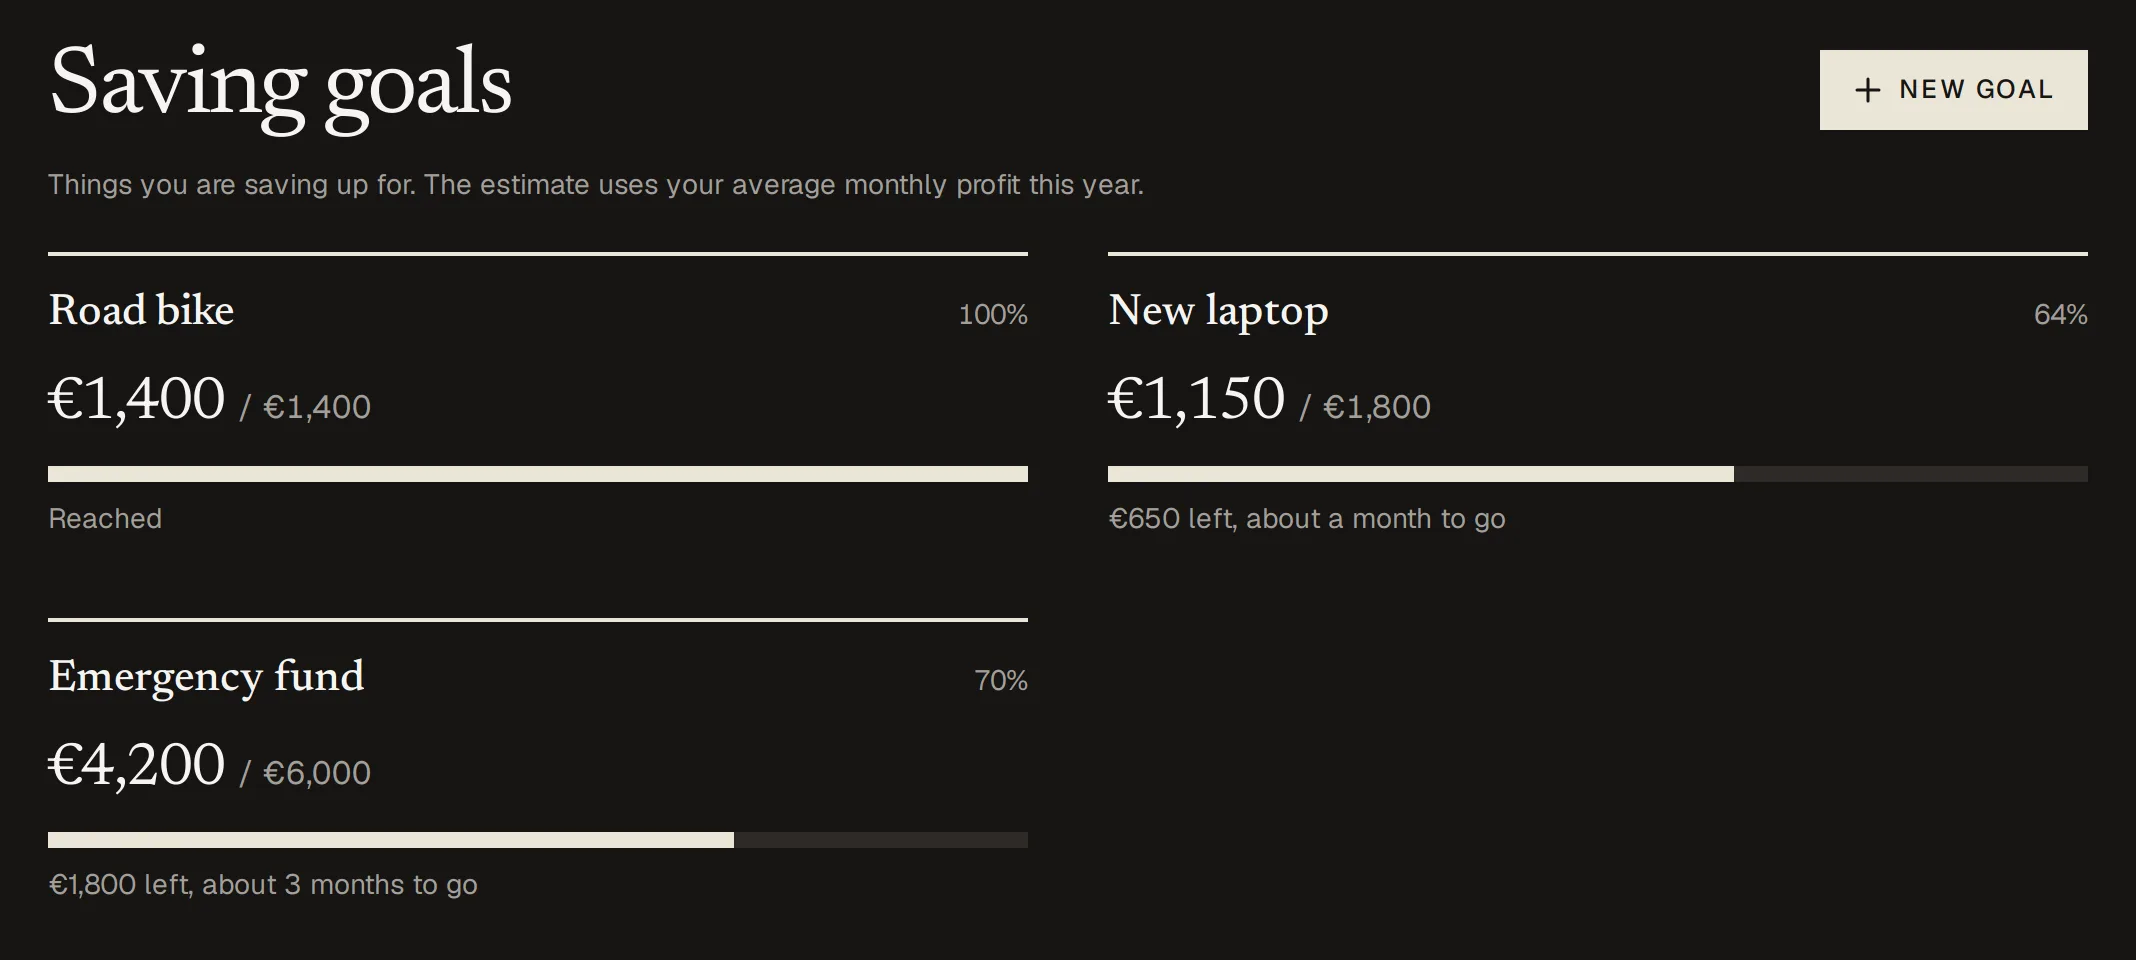 Saving goals
+ NEW GOAL
Things you are saving up for. The estimate uses your average monthly profit this year.
Road bike
100%
€1,400 / €1,400
Reached
New laptop
64%
€1,150 / €1,800
€650 left, about a month to go
Emergency fund
70%
€4,200 / €6,000
€1,800 left, about 3 months to go